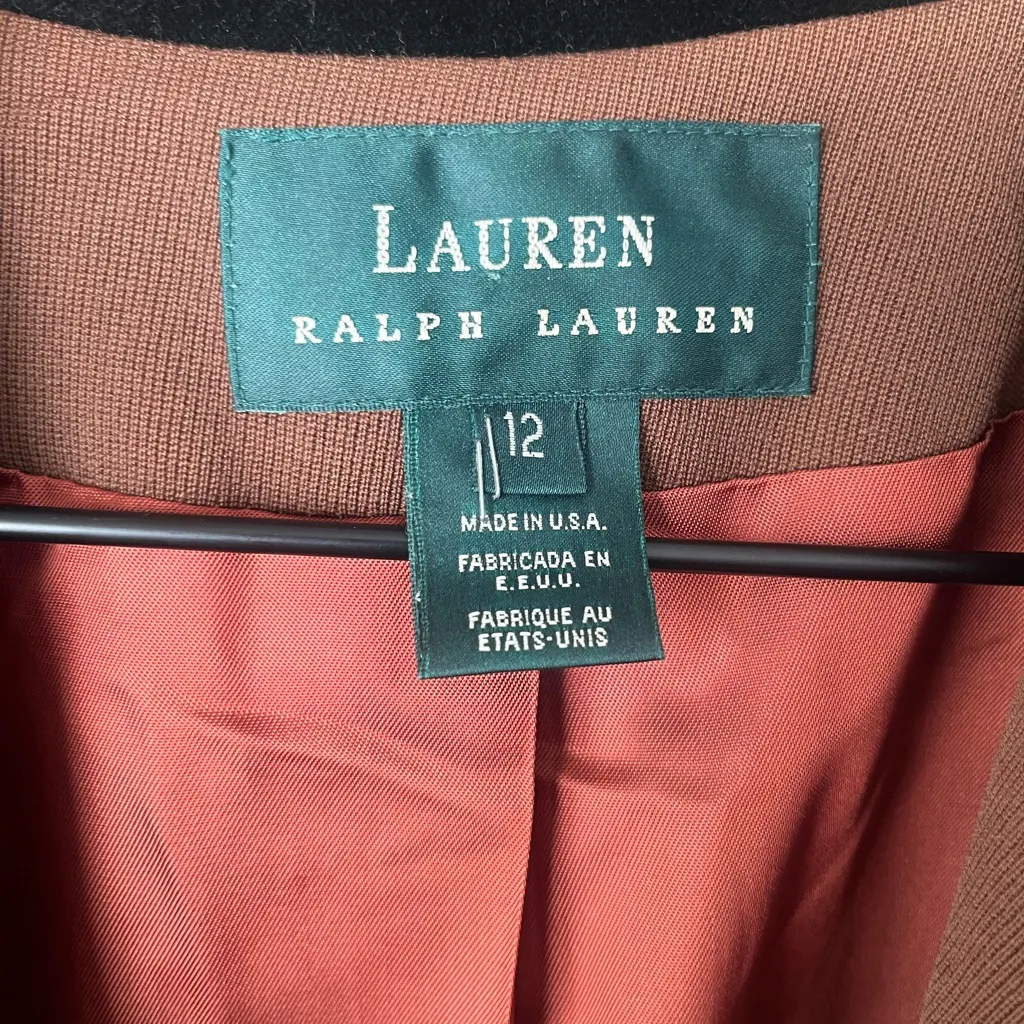 LAUREN
RALPH LAUREN
12
MADE IN U.S.A.
FABRICADA EN
E.E.U.U.
FABRIQUE AU
ETATS-UNIS